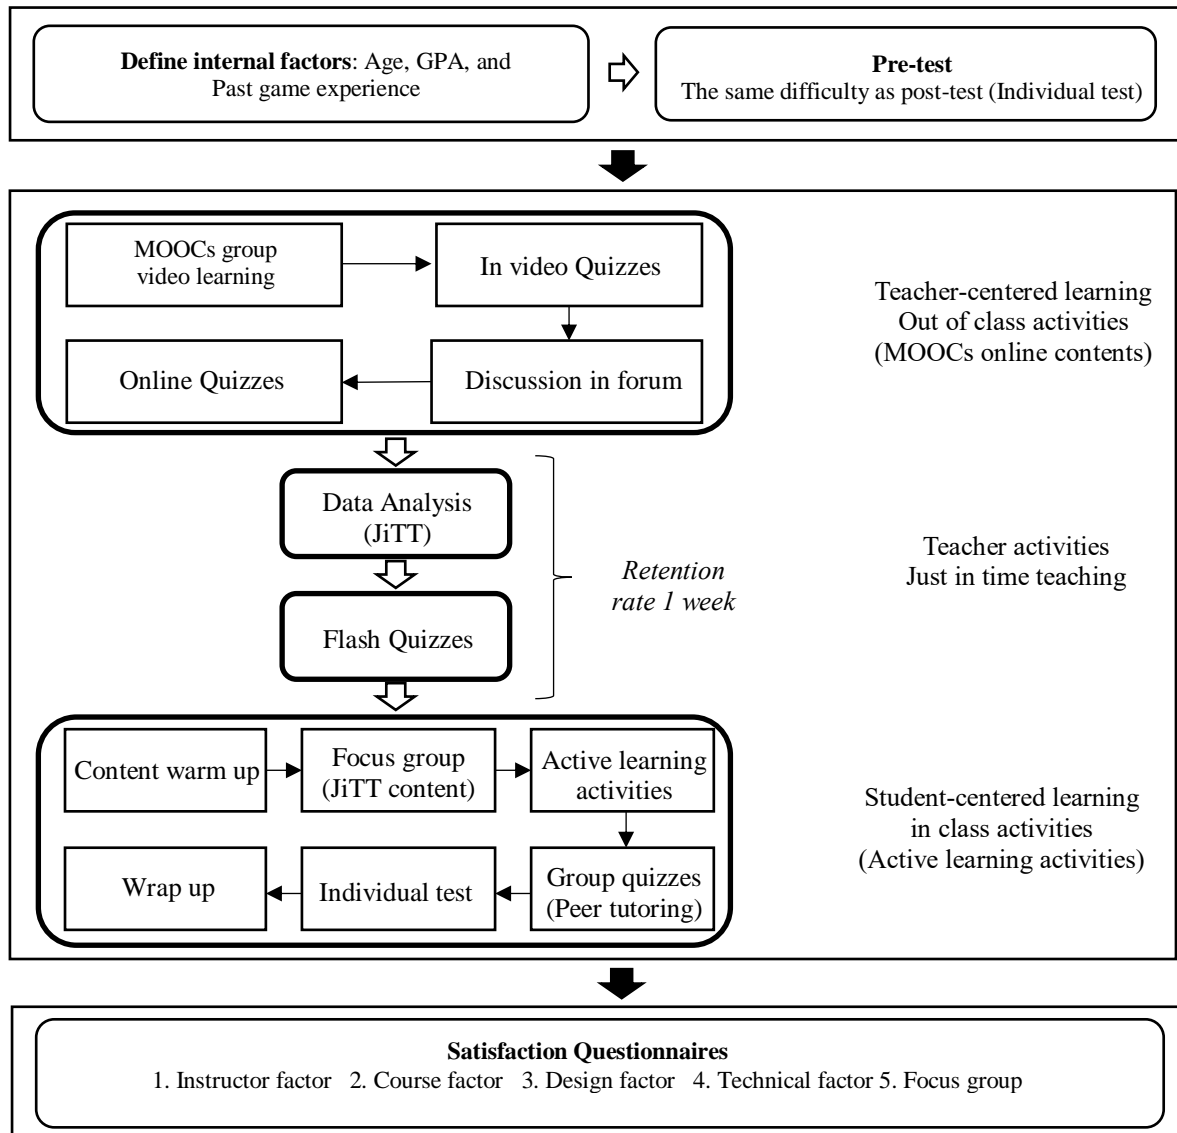 Define internal factors: Age, GPA, and
Past game experience
Pre-test
The same difficulty as post-test (Individual test)
MOOCs group
video learning
In video Quizzes
Online Quizzes
Discussion in forum
Teacher-centered learning
Out of class activities
(MOOCs online contents)
Data Analysis
(JiTT)
Flash Quizzes
Retention
rate 1 week
Teacher activities
Just in time teaching
Content warm up
Focus group
(JiTT content)
Active learning
activities
Wrap up
Individual test
Group quizzes
(Peer tutoring)
Student-centered learning
in class activities
(Active learning activities)
Satisfaction Questionnaires
1. Instructor factor 2. Course factor 3. Design factor 4. Technical factor 5. Focus group